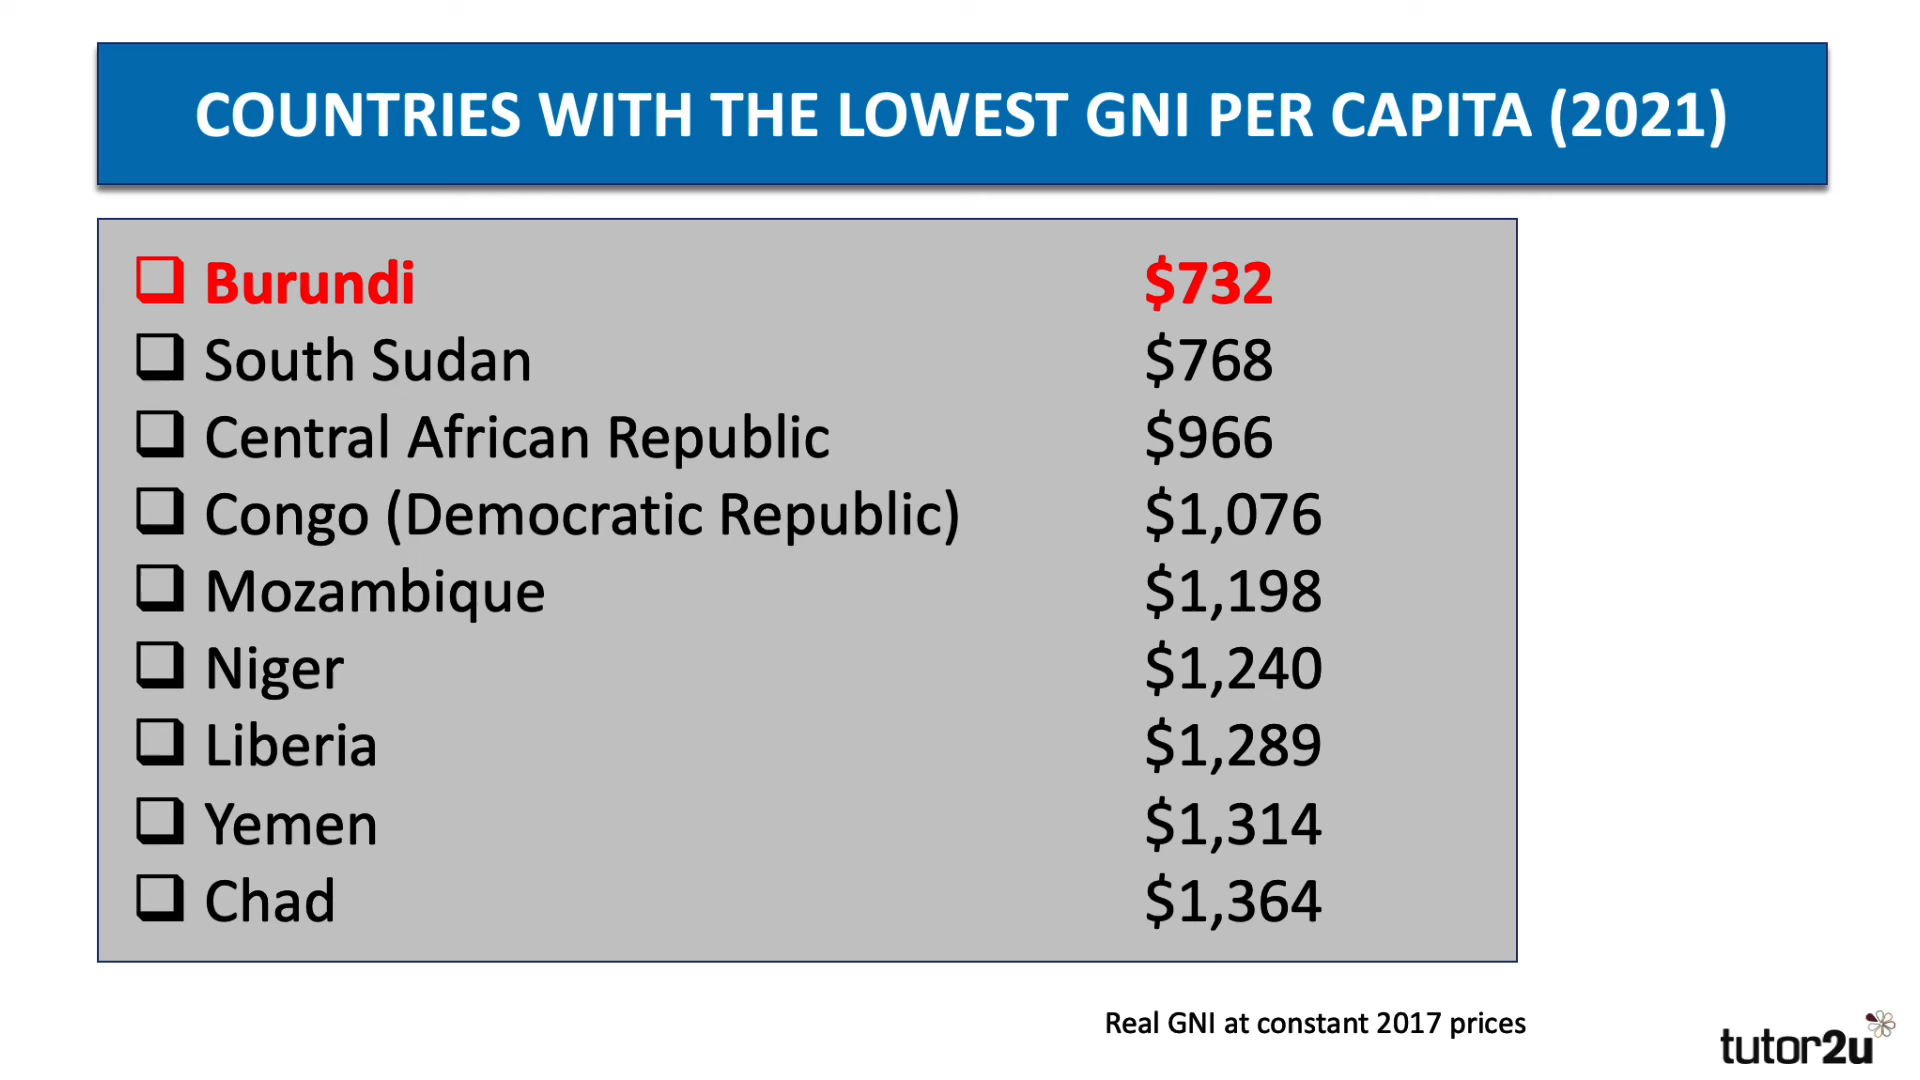 COUNTRIES WITH THE LOWEST GNI PER CAPITA (2021)
Burundi $732
South Sudan $768
Central African Republic $966
Congo (Democratic Republic) $1,076
Mozambique $1,198
Niger $1,240
Liberia $1,289
Yemen $1,314
Chad $1,364
Real GNI at constant 2017 prices
tutor2u